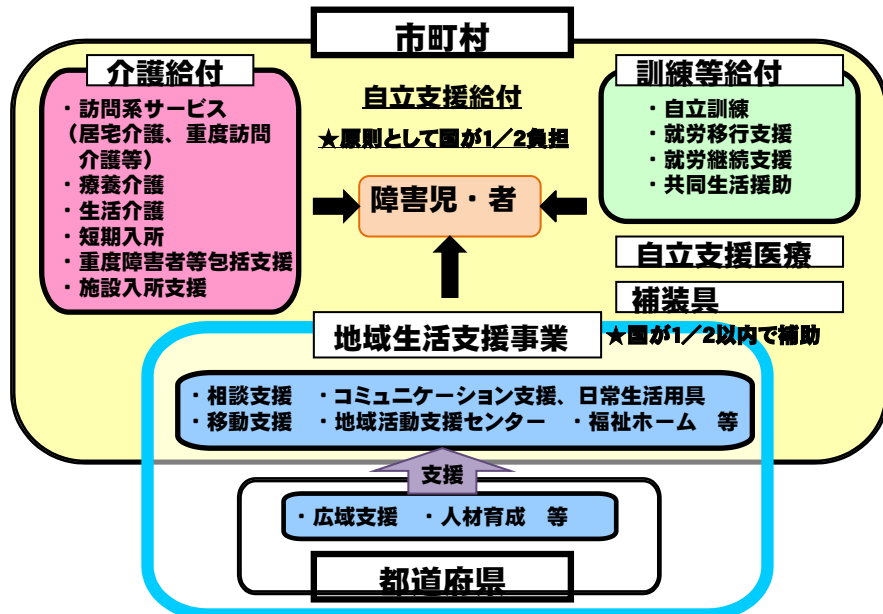 市町村
介護給付
・訪問系サービス
（居宅介護、重度訪問
介護等）
・療養介護
・生活介護
・短期入所
・重度障害者等包括支援
・施設入所支援
自立支援給付
★原則として国が1／2負担
障害児・者
訓練等給付
・自立訓練
・就労移行支援
・就労継続支援
・共同生活援助
自立支援医療
補装具
地域生活支援事業
★国が1／2以内で補助
・相談支援　・コミュニケーション支援、日常生活用具
・移動支援　・地域活動支援センター　・福祉ホーム　等
支援
・広域支援　・人材育成　等
都道府県